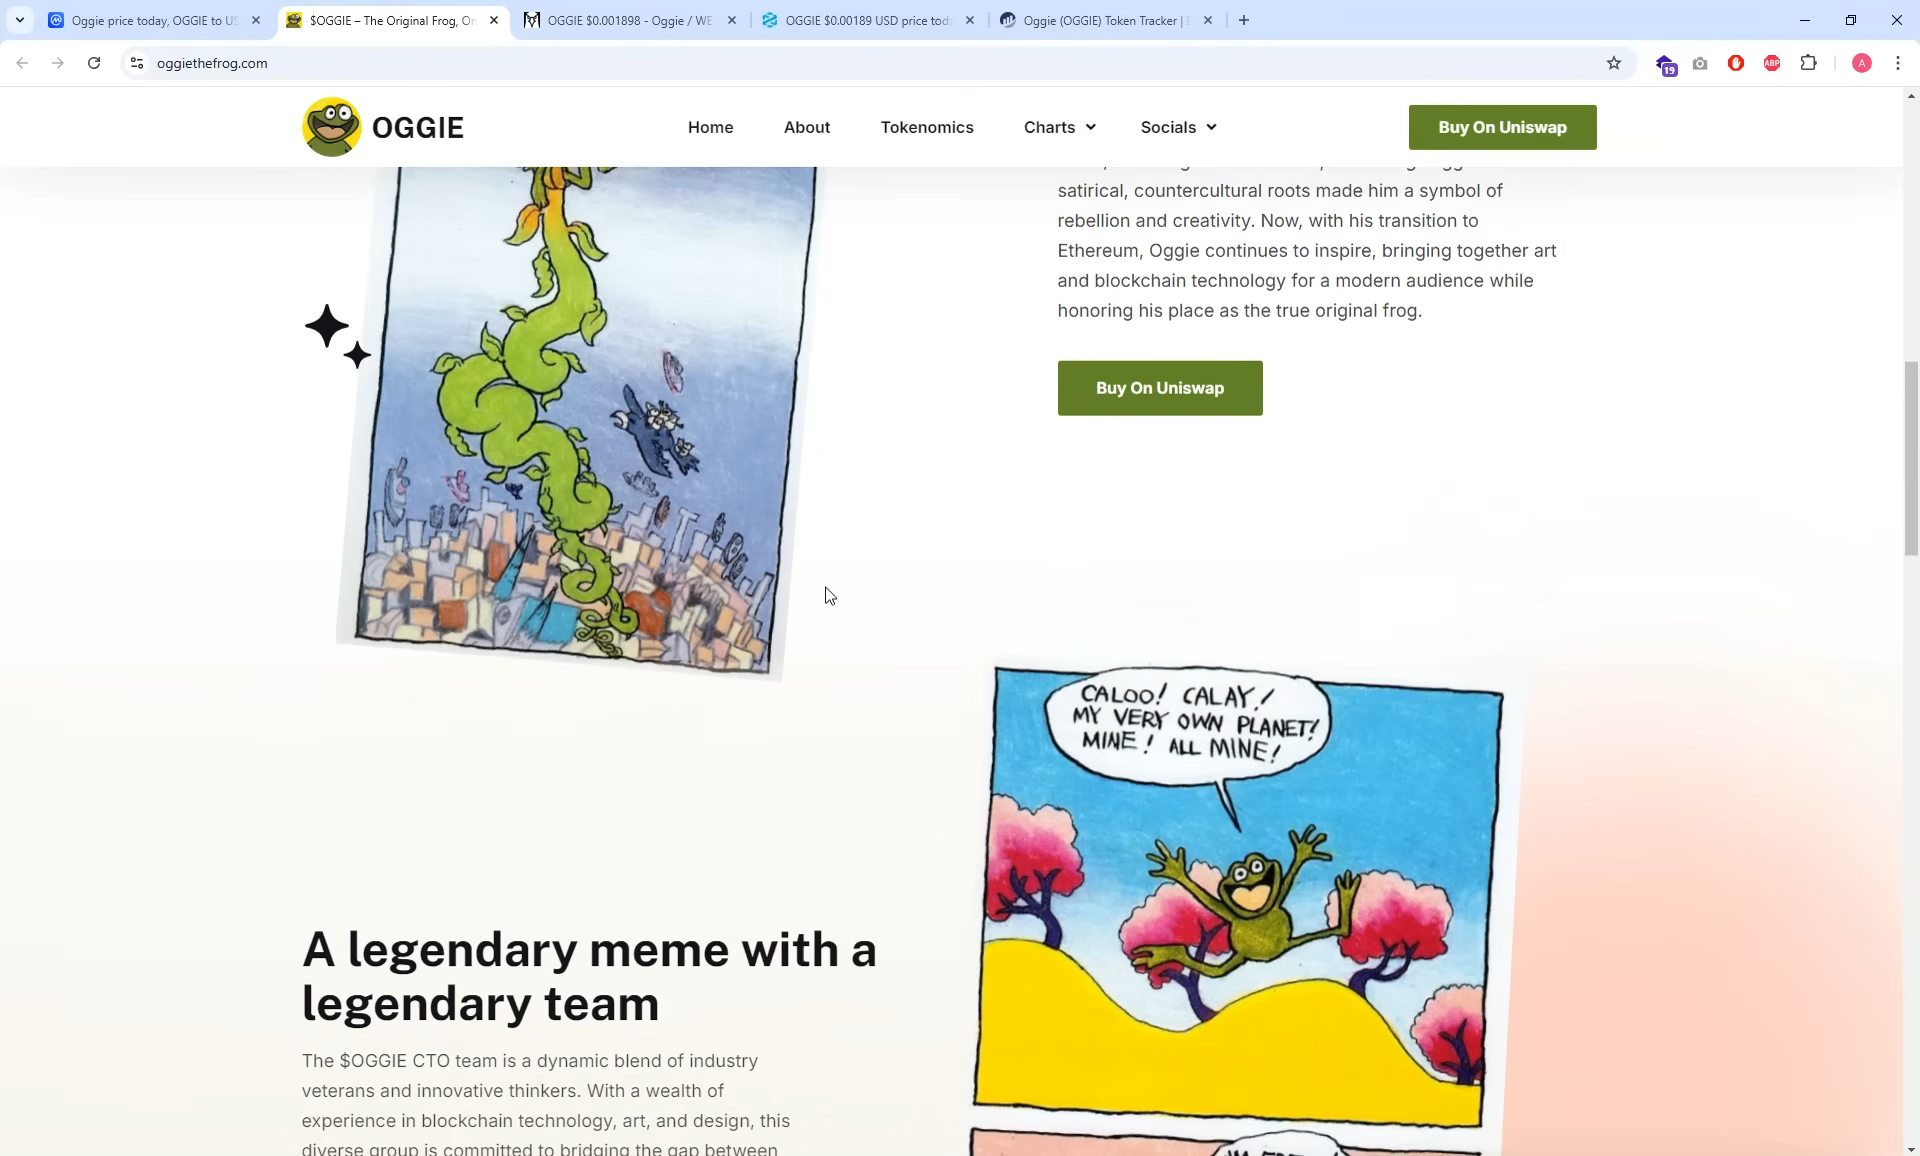 Oggie price today, OGGIE to US
$OGGIE – The Original Frog, On
OGGIE $0.001898 - Oggie / WE
OGGIE $0.00189 USD price toda
Oggie (OGGIE) Token Tracker | E
oggiethefrog.com
19
ABP
A
OGGIE
Home
About
Tokenomics
Charts
Socials
Buy On Uniswap
satirical, countercultural roots made him a symbol of
rebellion and creativity. Now, with his transition to
Ethereum, Oggie continues to inspire, bringing together art
and blockchain technology for a modern audience while
honoring his place as the true original frog.
Buy On Uniswap
CALOO! CALAY!
MY VERY OWN PLANET!
MINE! ALL MINE!
A legendary meme with a
legendary team
The $OGGIE CTO team is a dynamic blend of industry
veterans and innovative thinkers. With a wealth of
experience in blockchain technology, art, and design, this
diverse group is committed to bridging the gap between